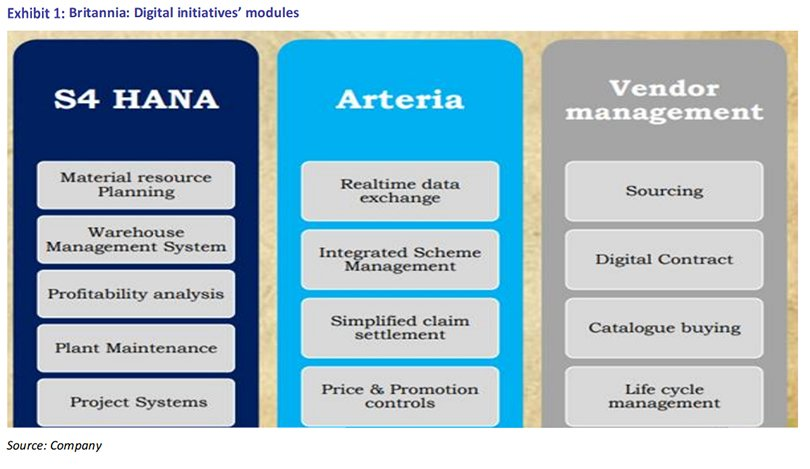 Exhibit 1: Britannia: Digital initiatives’ modules
S4 HANA
Material resource
Planning
Warehouse
Management System
Profitability analysis
Plant Maintenance
Project Systems
Arteria
Realtime data
exchange
Integrated Scheme
Management
Simplified claim
settlement
Price & Promotion
controls
Vendor
management
Sourcing
Digital Contract
Catalogue buying
Life cycle
management
Source: Company